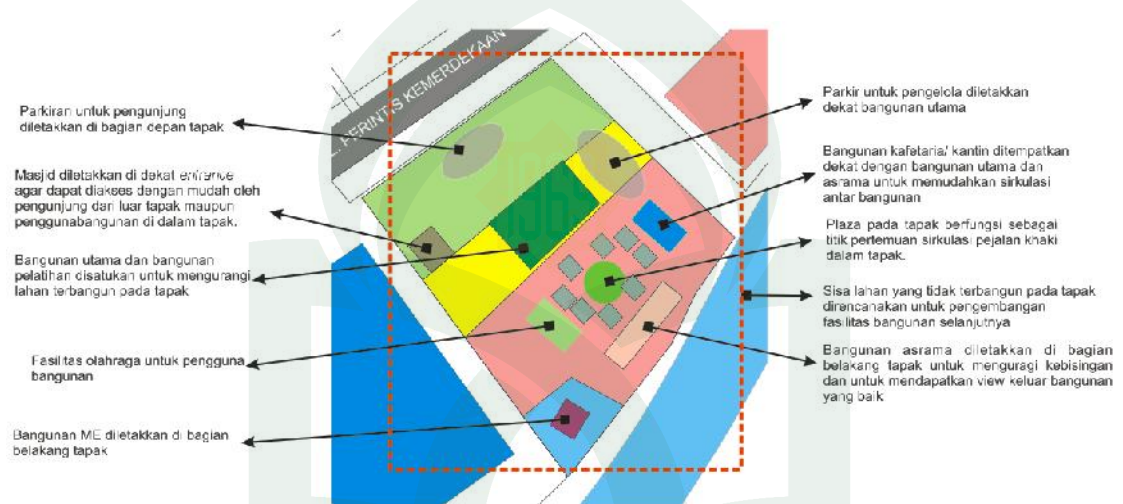 Parkiran untuk pengunjung
diletakkan di bagian depan tapak
Masjid diletakkan di dekat entrance
agar dapat diakses dengan mudah oleh
pengunjung dari luar tapak maupun
penggunabangunan di dalam tapak.
Bangunan utama dan bangunan
pelatihan disatukan untuk mengurangi
lahan terbangun pada tapak
Fasilitas olahraga untuk pengguna
bangunan
Bangunan ME diletakkan di bagian
belakang tapak
PERINTIS KEMERDEKAAN
1965
Parkir untuk pengelola diletakkan
dekat bangunan utama
Bangunan kafetaria/ kantin ditempatkan
dekat dengan bangunan utama dan
asrama untuk memudahkan sirkulasi
antar bangunan
Plaza pada tapak berfungsi sebagai
titik pertemuan sirkulasi pejalan khaki
dalam tapak.
Sisa lahan yang tidak terbangun pada tapak
direncanakan untuk pengembangan
fasilitas bangunan selanjutnya
Bangunan asrama diletakkan di bagian
belakang tapak untuk menguragi kebisingan
dan untuk mendapatkan view keluar bangunan
yang baik